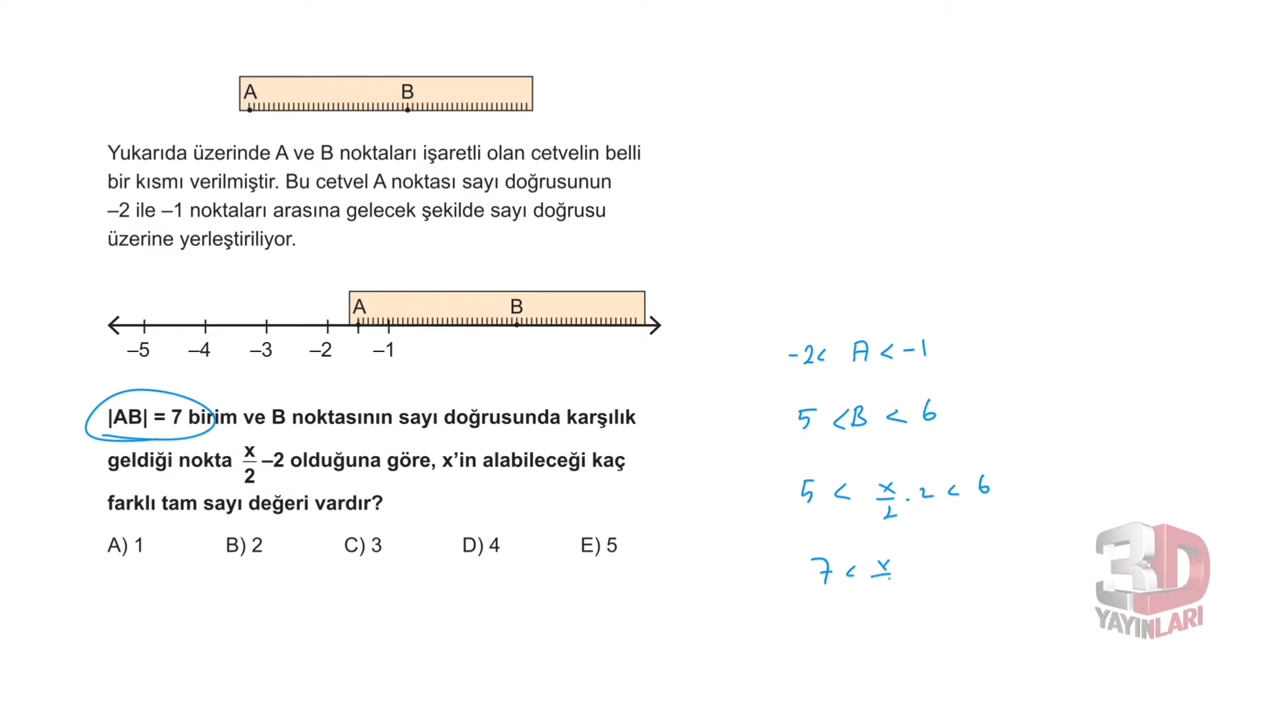 A B
Yukarıda üzerinde A ve B noktaları işaretli olan cetvelin belli
bir kısmı verilmiştir. Bu cetvel A noktası sayı doğrusunun
–2 ile –1 noktaları arasına gelecek şekilde sayı doğrusu
üzerine yerleştiriliyor.
A B
–5 –4 –3 –2 –1
|AB| = 7 birim ve B noktasının sayı doğrusunda karşılık
geldiği nokta x/2 –2 olduğuna göre, x'in alabileceği kaç
farklı tam sayı değeri vardır?
A) 1 B) 2 C) 3 D) 4 E) 5
-2< A < -1
5 < B < 6
5 < x/2 . 2 < 6
7 < x
3D
YAYINLARI